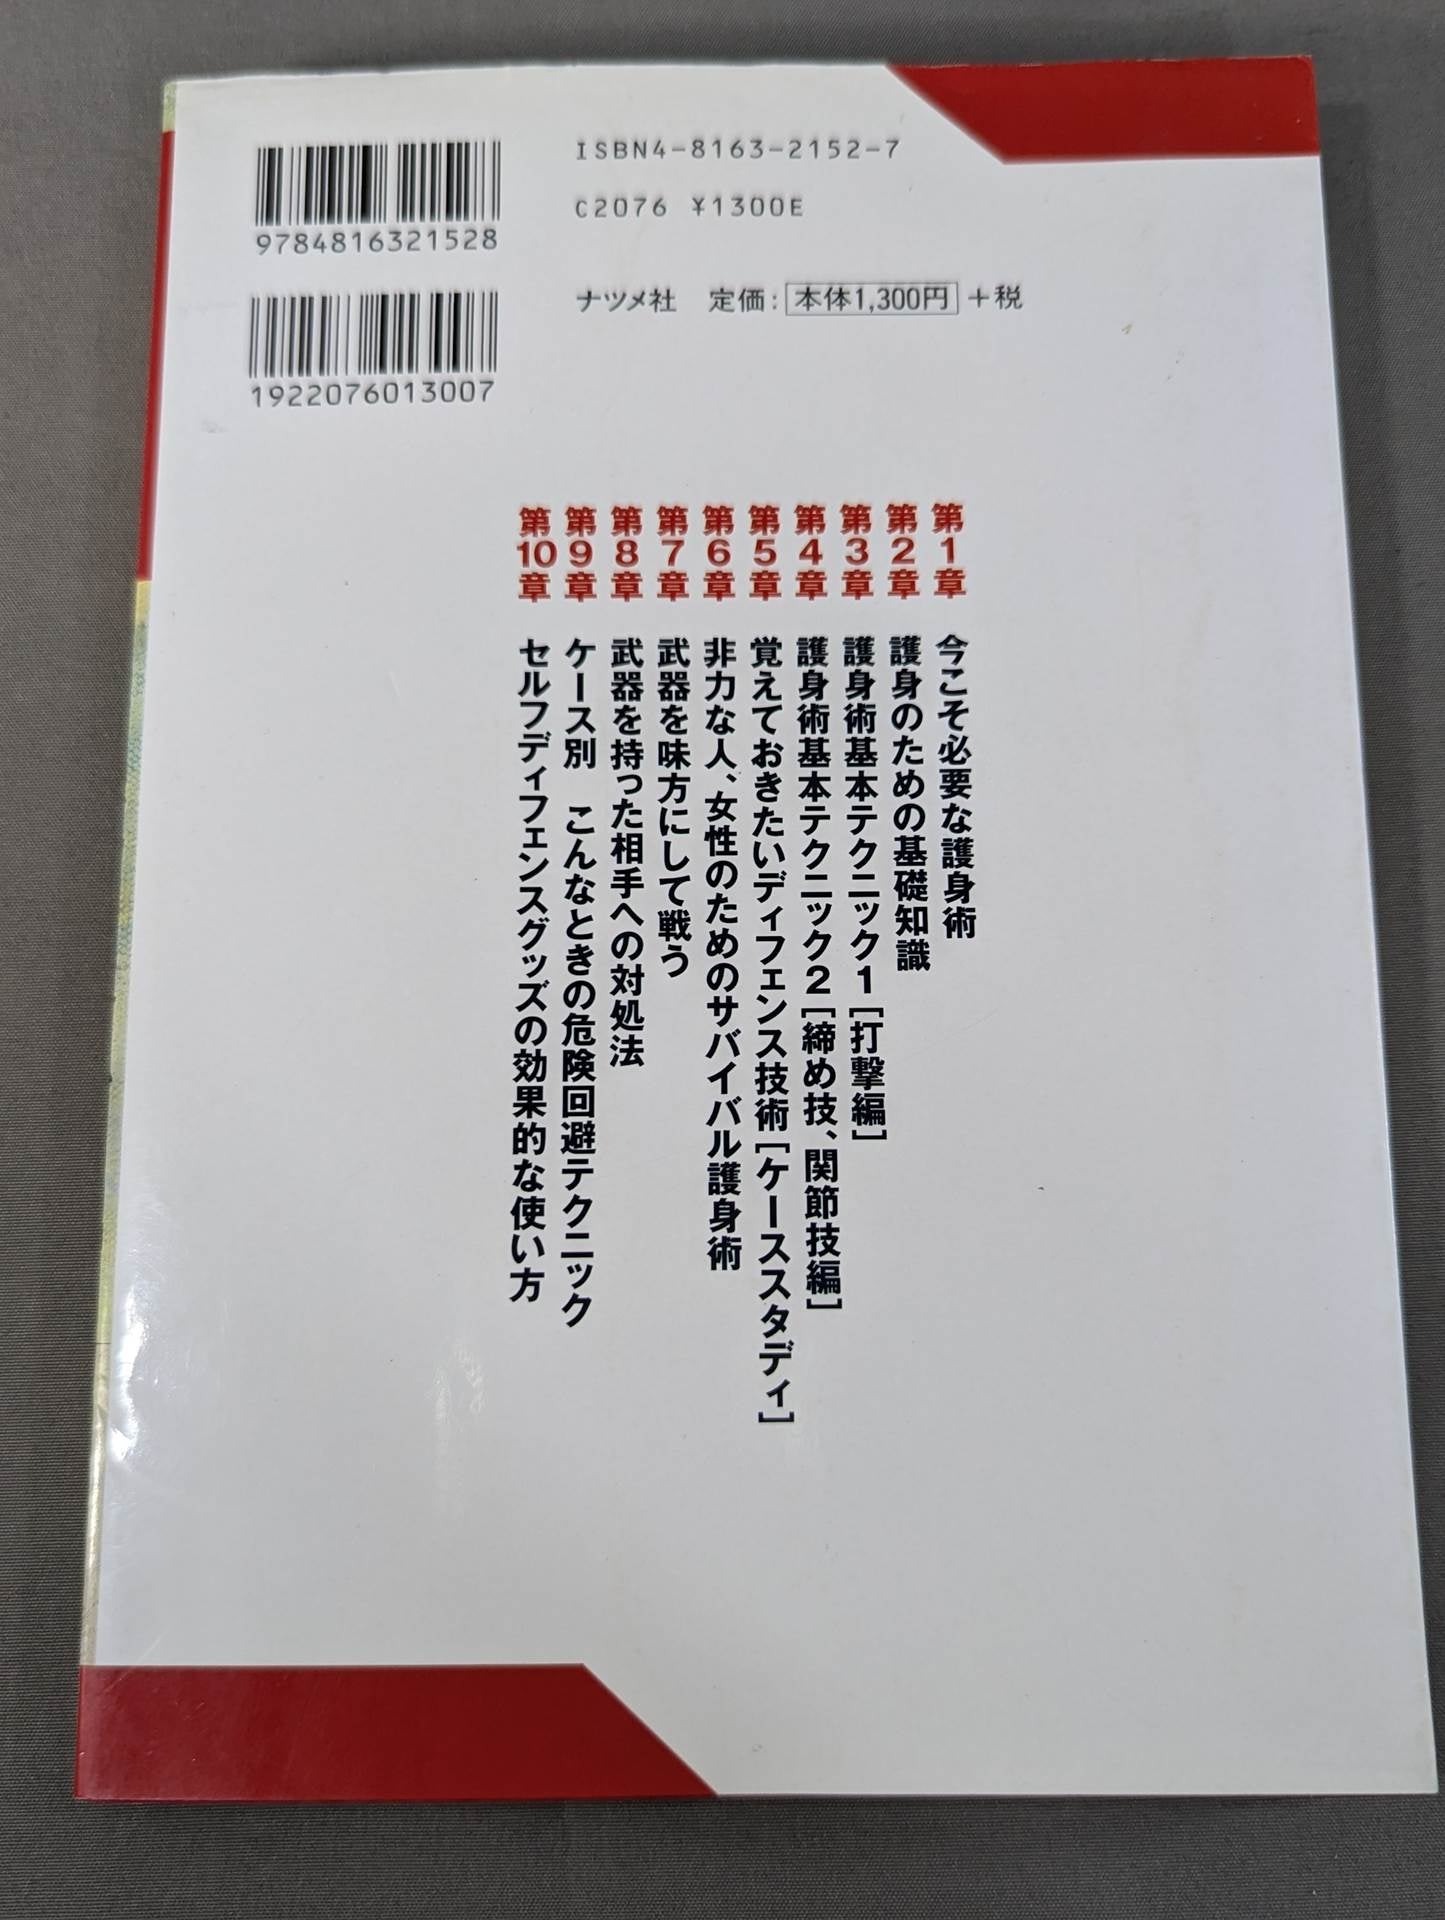 9784816321528
ISBN4-8163-2152-7
C2076 ¥1300E
1922076013007
ナツメ社 定価：本体1,300円＋税
第1章 今こそ必要な護身術
第2章 護身のための基礎知識
第3章 護身術基本テクニック1［打撃編］
第4章 護身術基本テクニック2［締め技、関節技編］
第5章 覚えておきたいディフェンス技術［ケーススタディ］
第6章 非力な人、女性のためのサバイバル護身術
第7章 武器を味方にして戦う
第8章 武器を持った相手への対処法
第9章 ケース別 こんなときの危険回避テクニック
第10章 セルフディフェンスグッズの効果的な使い方